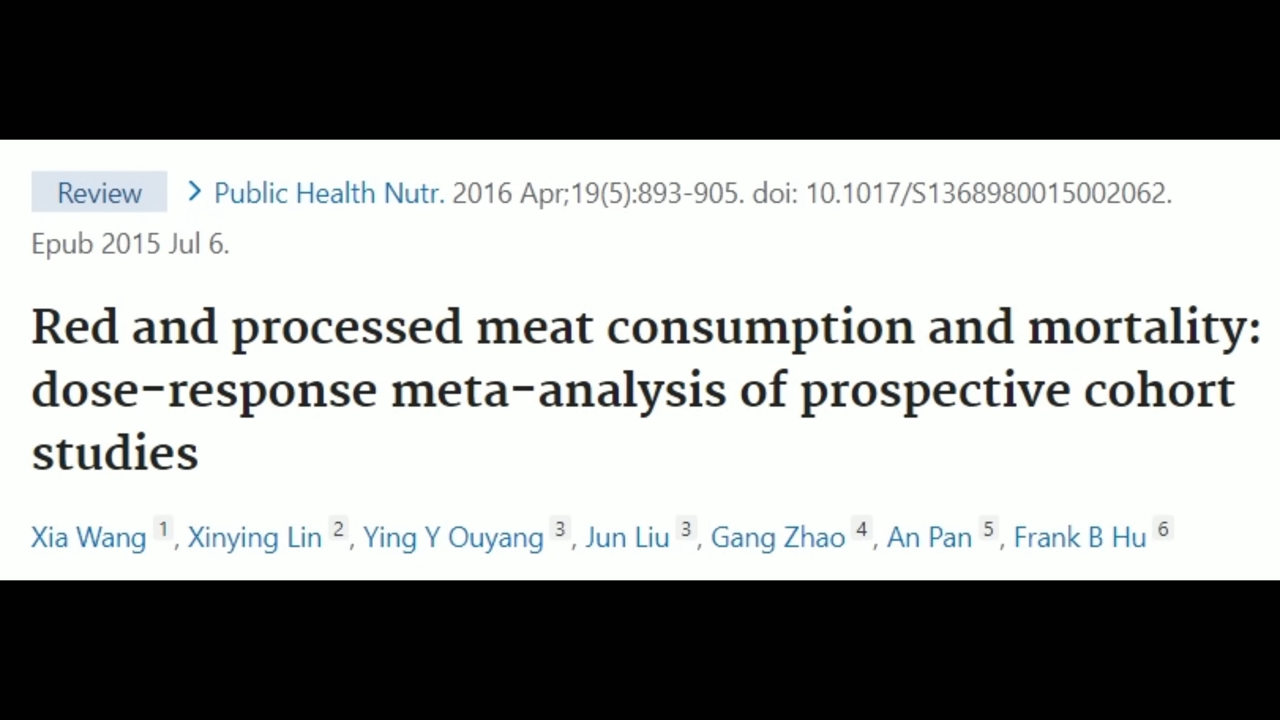 Review > Public Health Nutr. 2016 Apr;19(5):893-905. doi: 10.1017/S1368980015002062.
Epub 2015 Jul 6.
Red and processed meat consumption and mortality:
dose-response meta-analysis of prospective cohort
studies
Xia Wang 1, Xinying Lin 2, Ying Y Ouyang 3, Jun Liu 3, Gang Zhao 4, An Pan 5, Frank B Hu 6